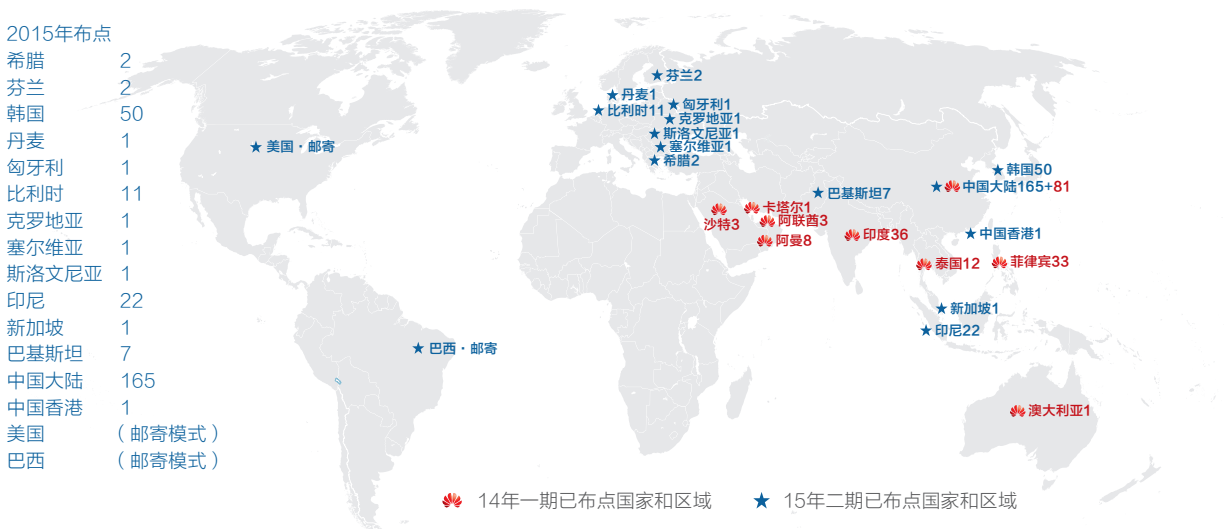 2015年布点
希腊 2
芬兰 2
韩国 50
丹麦 1
匈牙利 1
比利时 11
克罗地亚 1
塞尔维亚 1
斯洛文尼亚 1
印尼 22
新加坡 1
巴基斯坦 7
中国大陆 165
中国香港 1
美国 （邮寄模式）
巴西 （邮寄模式）
芬兰2
丹麦1
匈牙利1
比利时11
克罗地亚1
斯洛文尼亚1
美国·邮寄
塞尔维亚1
希腊2
韩国50
中国大陆165+81
巴基斯坦7
卡塔尔1
沙特3
阿联酋3
阿曼8
印度36
中国香港1
泰国12
菲律宾33
新加坡1
印尼22
巴西·邮寄
澳大利亚1
14年一期已布点国家和区域
15年二期已布点国家和区域